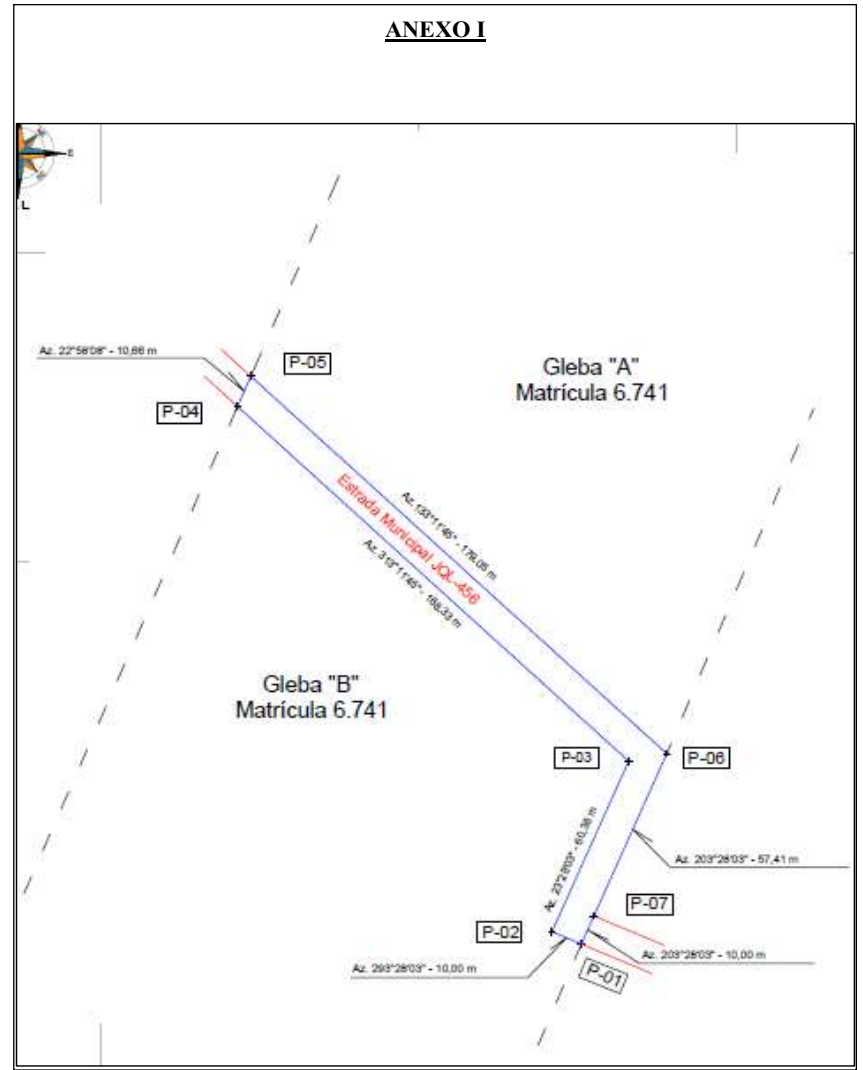 ANEXO I
E
L
Az. 22°58'08" - 10,66 m
P-05
P-04
Gleba "A"
Matrícula 6.741
Az. 133°11'45" - 179,05 m
Estrada Municipal JQL-456
Az. 313°11'45" - 168,33 m
Gleba "B"
Matrícula 6.741
P-03
P-06
Az. 23°28'03" - 60,38 m
Az. 203°28'03" - 57,41 m
P-07
P-02
Az. 203°28'03" - 10,00 m
Az. 293°28'03" - 10,00 m
P-01